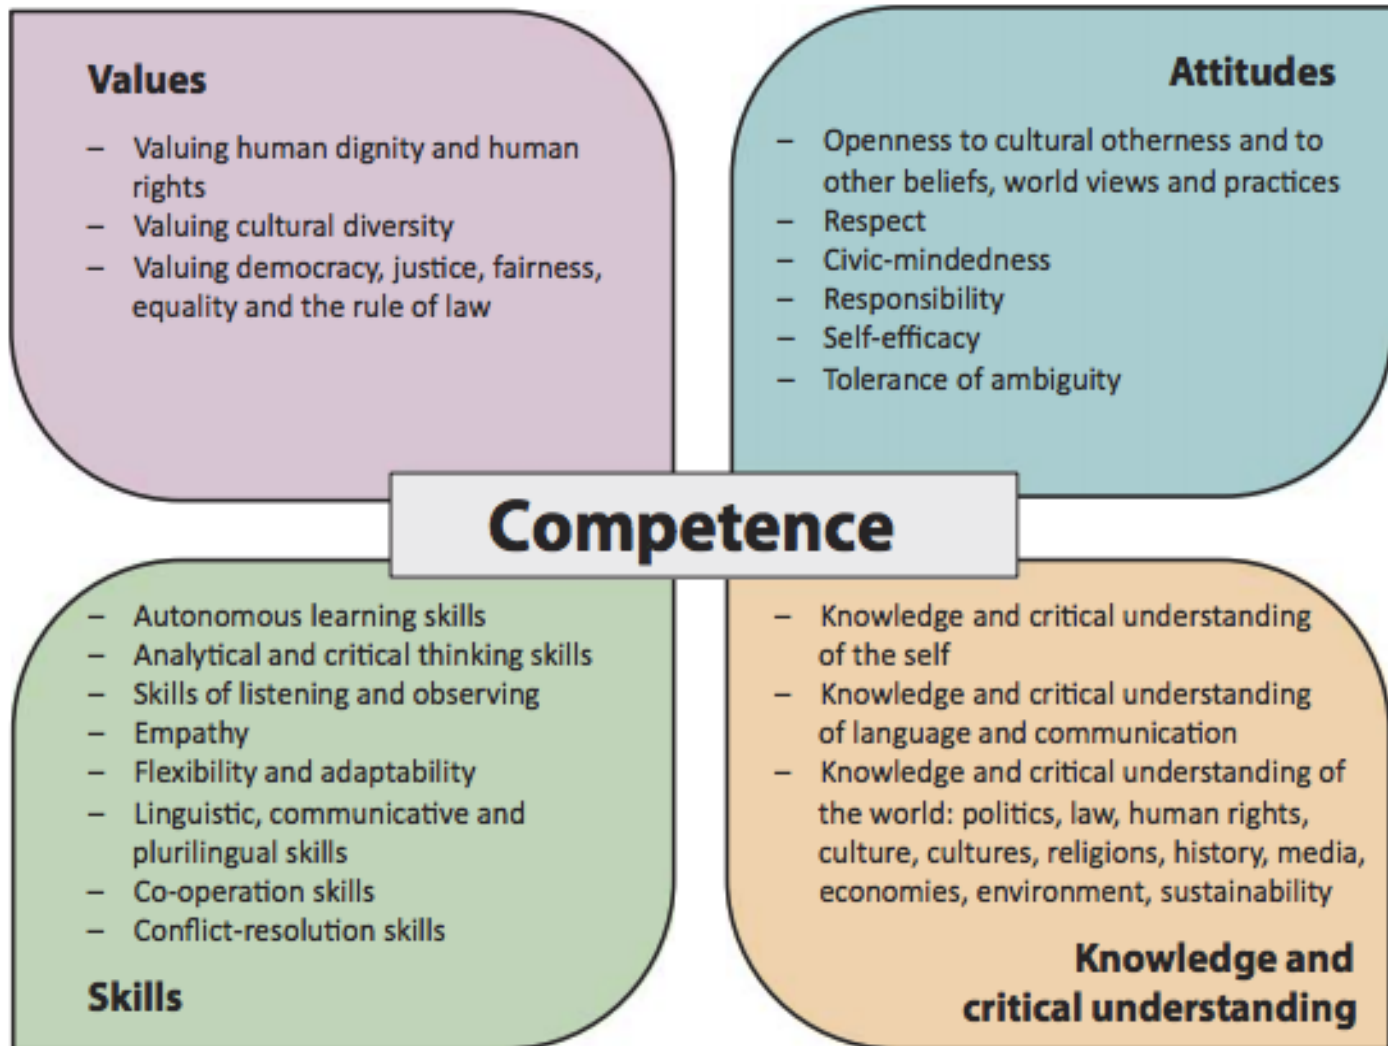 Values
– Valuing human dignity and human
rights
– Valuing cultural diversity
– Valuing democracy, justice, fairness,
equality and the rule of law
Attitudes
– Openness to cultural otherness and to
other beliefs, world views and practices
– Respect
– Civic-mindedness
– Responsibility
– Self-efficacy
– Tolerance of ambiguity
Competence
– Autonomous learning skills
– Analytical and critical thinking skills
– Skills of listening and observing
– Empathy
– Flexibility and adaptability
– Linguistic, communicative and
plurilingual skills
– Co-operation skills
– Conflict-resolution skills
Skills
– Knowledge and critical understanding
of the self
– Knowledge and critical understanding
of language and communication
– Knowledge and critical understanding of
the world: politics, law, human rights,
culture, cultures, religions, history, media,
economies, environment, sustainability
Knowledge and
critical understanding